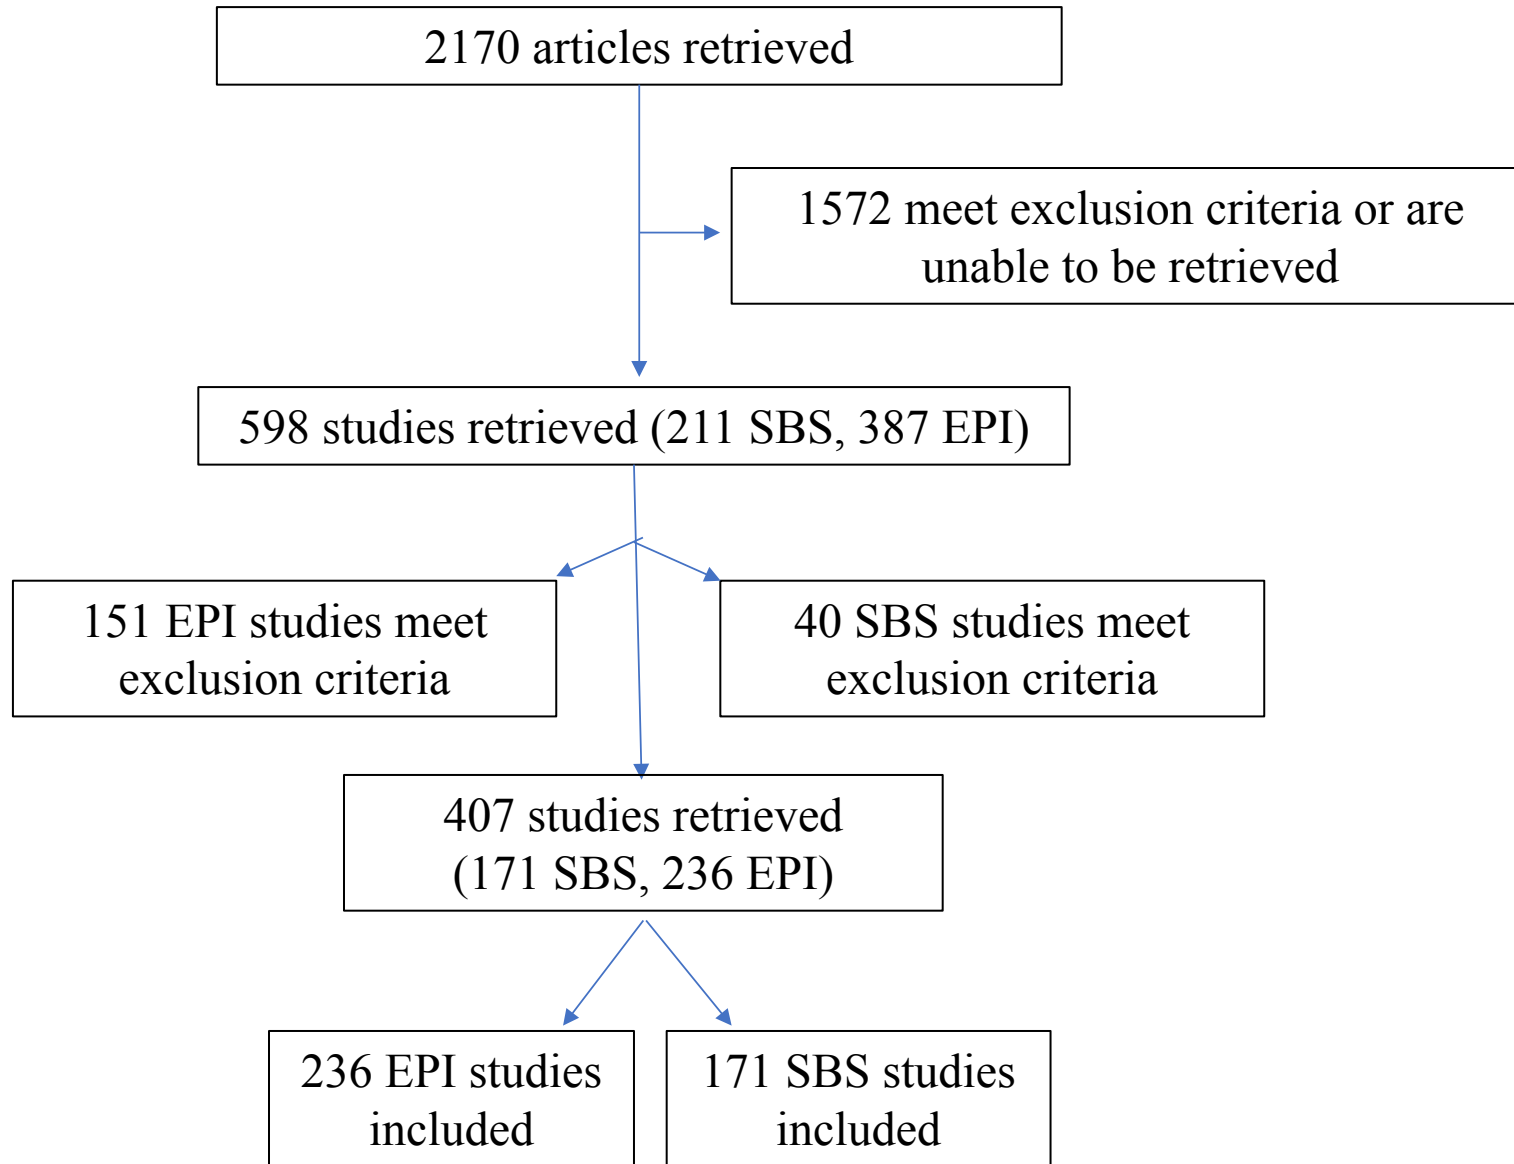 2170 articles retrieved
1572 meet exclusion criteria or are
unable to be retrieved
598 studies retrieved (211 SBS, 387 EPI)
151 EPI studies meet
exclusion criteria
40 SBS studies meet
exclusion criteria
407 studies retrieved
(171 SBS, 236 EPI)
236 EPI studies
included
171 SBS studies
included